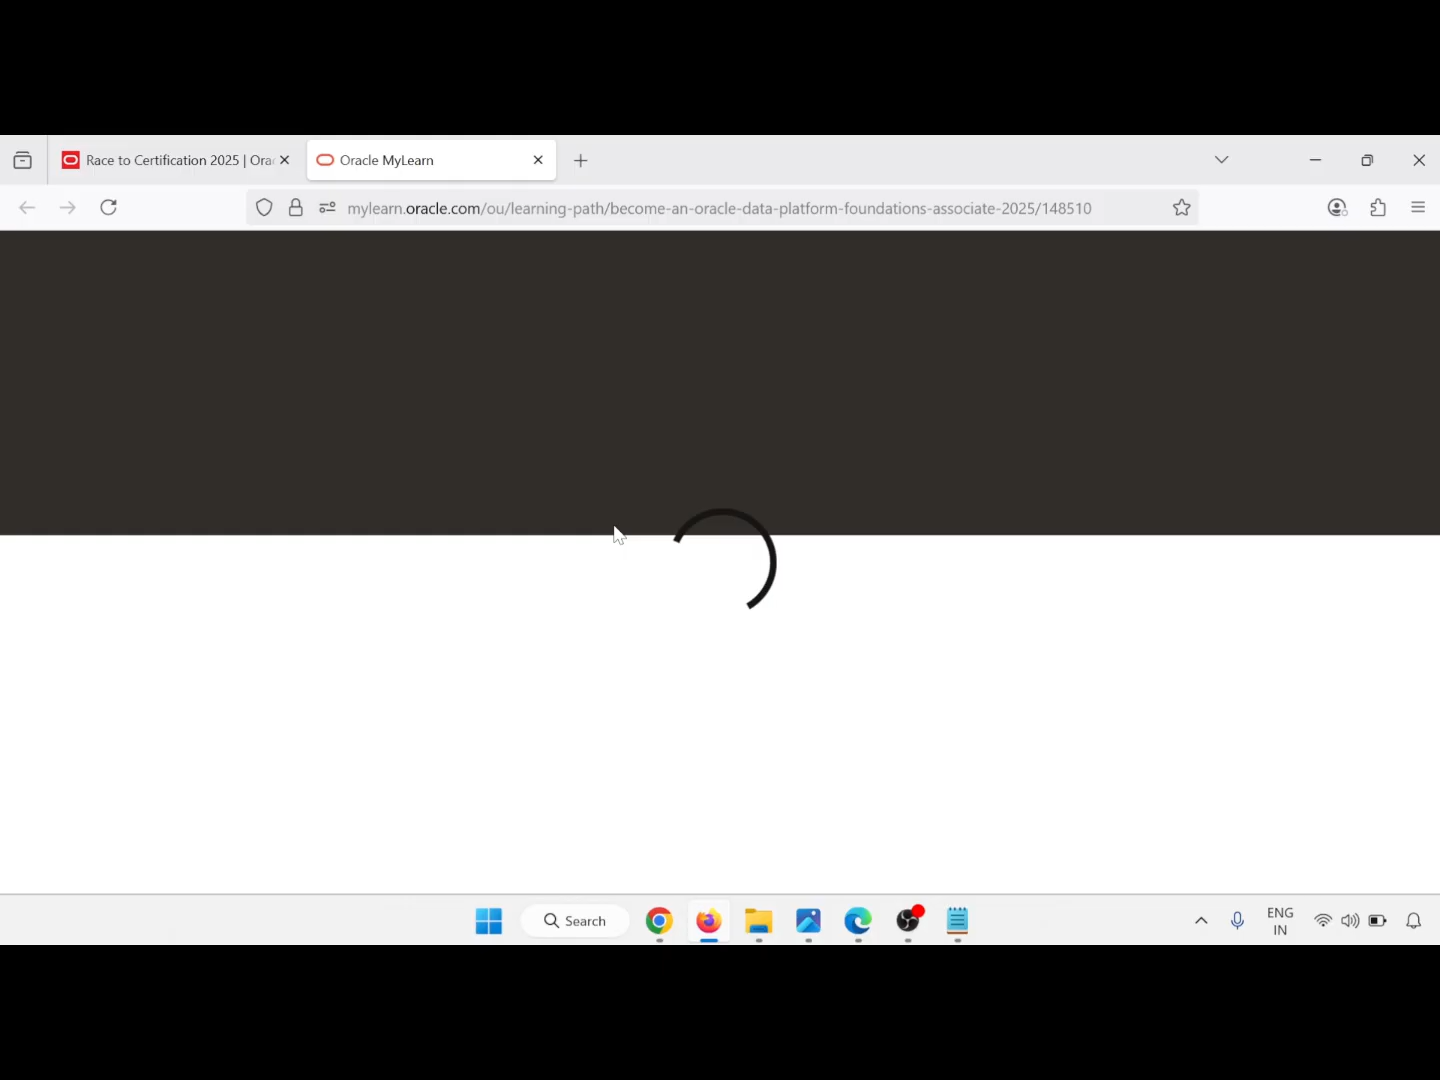 Race to Certification 2025 | Ora
Oracle MyLearn
mylearn.oracle.com/ou/learning-path/become-an-oracle-data-platform-foundations-associate-2025/148510
Search
ENG
IN